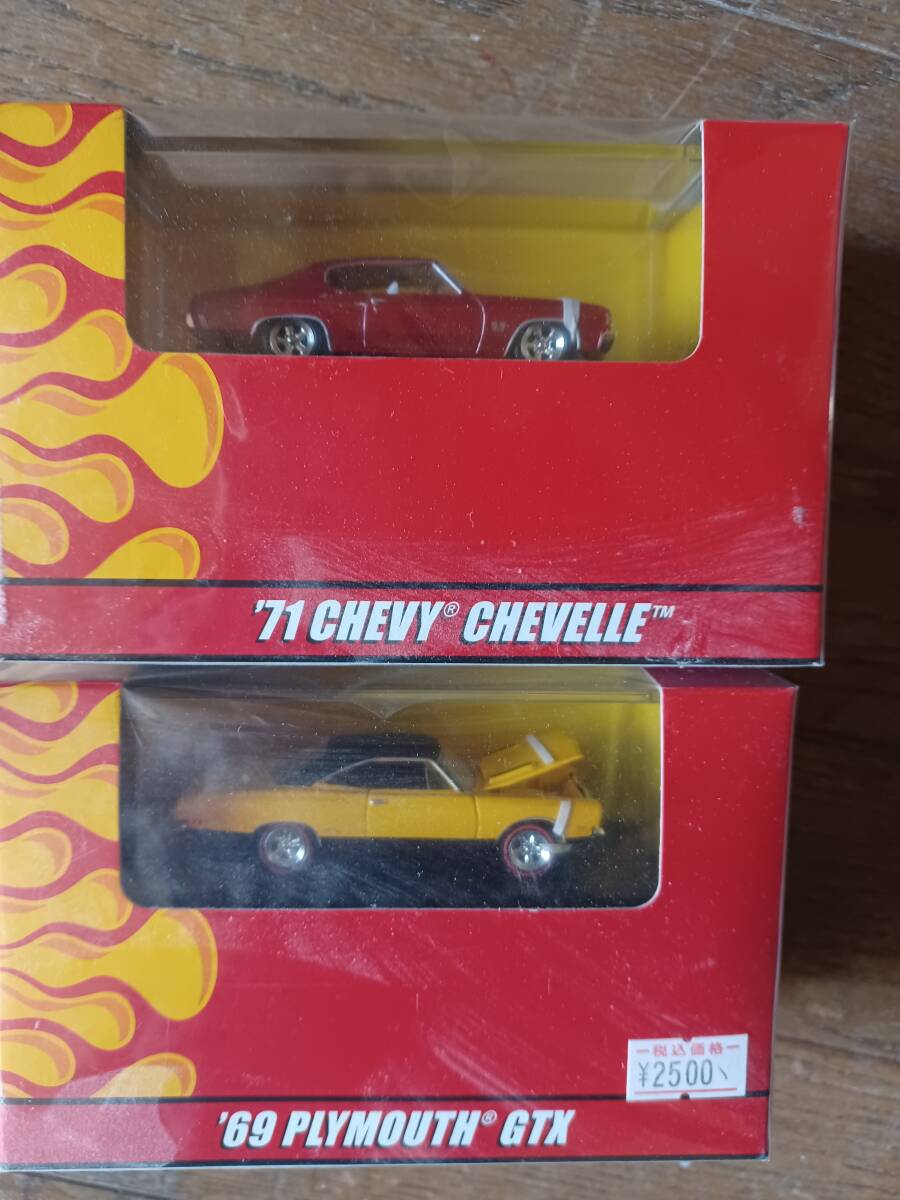 '71 CHEVY® CHEVELLE™
税込価格
¥2500
'69 PLYMOUTH® GTX